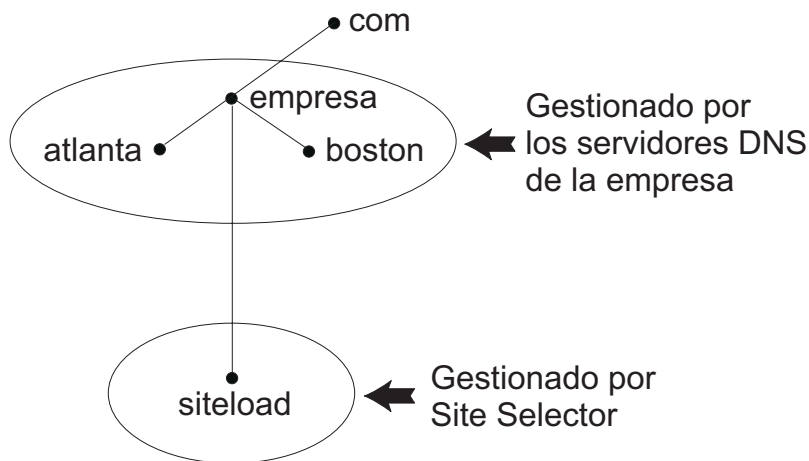 com
empresa
atlanta
boston
Gestionado por
los servidores DNS
de la empresa
siteload
Gestionado por
Site Selector